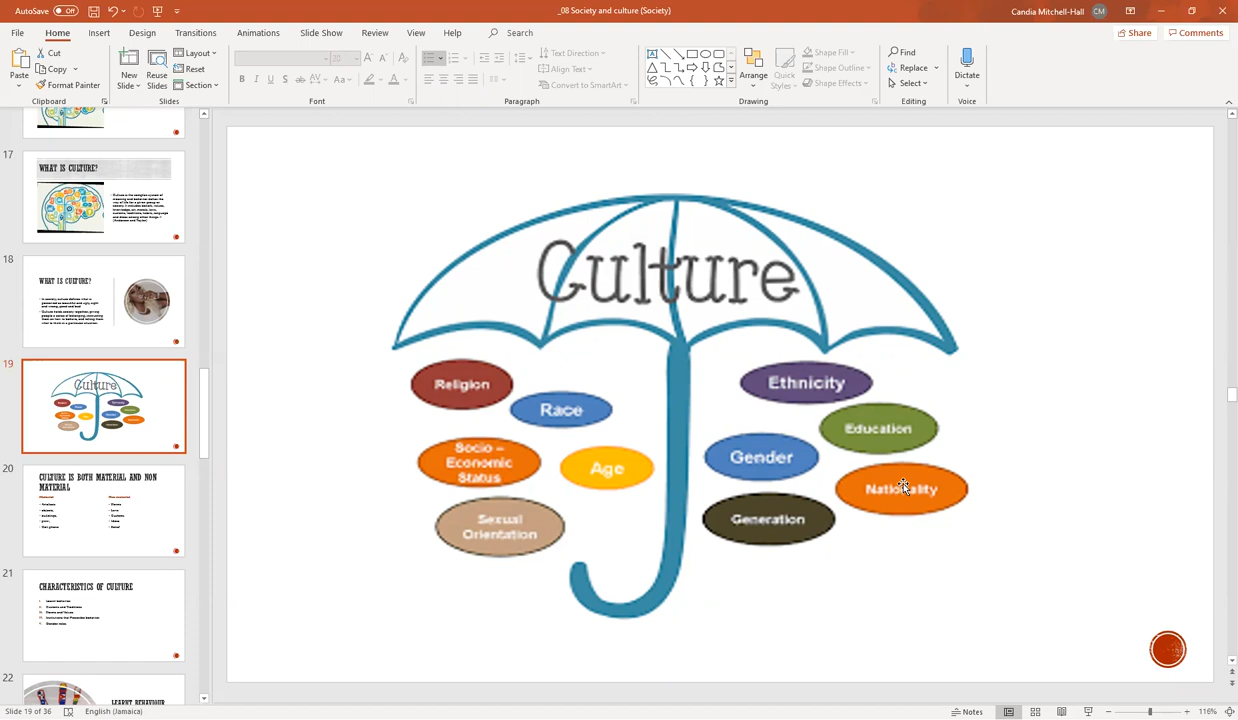 AutoSave Off
_08 Society and culture (Society)
Candia Mitchell-Hall CM
File Home Insert Design Transitions Animations Slide Show Review View Help Search
Share Comments
Paste
Cut
Copy
Format Painter
New Slide
Reuse Slides
Layout
Reset
Section
20
B I U S ab AV Aa A
Text Direction
Align Text
Convert to SmartArt
Arrange
Quick Styles
Shape Fill
Shape Outline
Shape Effects
Find
Replace
Select
Dictate
Clipboard Slides Font Paragraph Drawing Editing Voice
17
WHAT IS CULTURE?
18
WHAT IS CULTURE?
19
Culture
20
CULTURE IS BOTH MATERIAL AND NON
MATERIAL
21
CHARACTERISTICS OF CULTURE
22
LEARNT BEHAVIOUR
Culture
Religion
Race
Socio –
Economic
Status
Age
Sexual
Orientation
Ethnicity
Education
Gender
Nationality
Generation
Slide 19 of 36 English (Jamaica)
Notes
116%